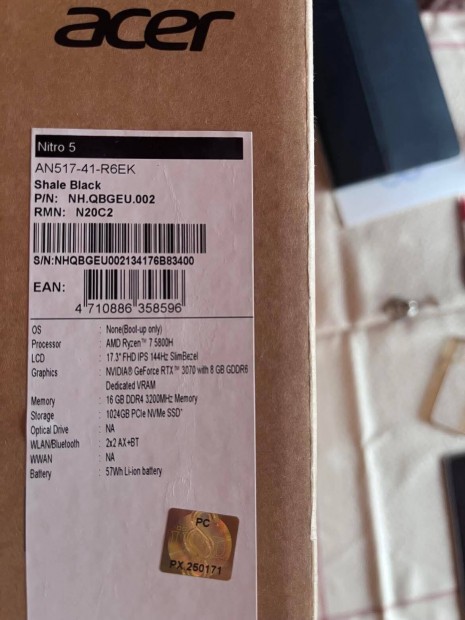 acer
Nitro 5
AN517-41-R6EK
Shale Black
P/N: NH.QBGEU.002
RMN: N20C2
S/N:NHQBGEU002134176B83400
EAN:
4 710886 358596
OS : None(Boot-up only)
Processor : AMD Ryzen™ 7 5800H
LCD : 17.3" FHD IPS 144Hz SlimBezel
Graphics : NVIDIA® GeForce RTX™ 3070 with 8 GB GDDR6
Dedicated VRAM
Memory : 16 GB DDR4 3200MHz Memory
Storage : 1024GB PCIe NVMe SSD*
Optical Drive : NA
WLAN/Bluetooth : 2x2 AX+BT
WWAN : NA
Battery : 57Wh Li-ion battery
PC
PX 250171